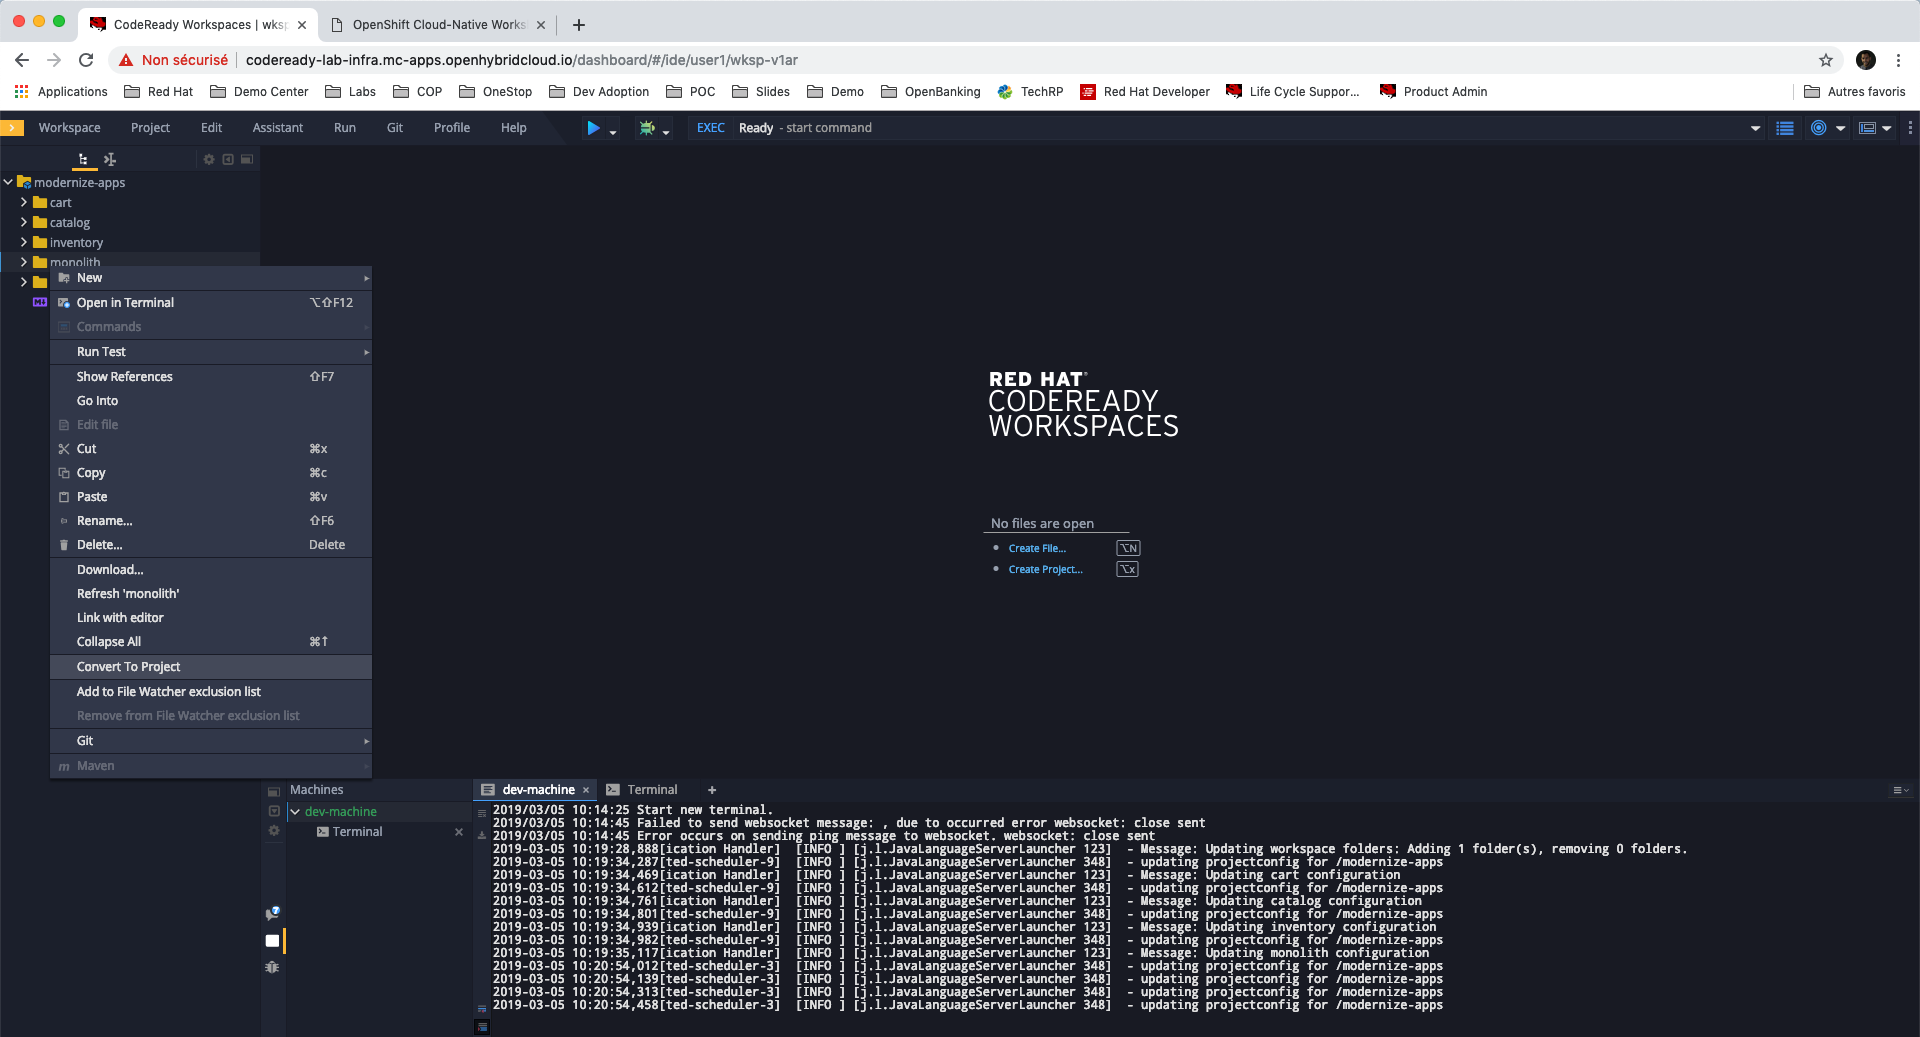 CodeReady Workspaces | wksp
OpenShift Cloud-Native Works
Non sécurisé
codeready-lab-infra.mc-apps.openhybridcloud.io/dashboard/#/ide/user1/wksp-v1ar
Applications
Red Hat
Demo Center
Labs
COP
OneStop
Dev Adoption
POC
Slides
Demo
OpenBanking
TechRP
Red Hat Developer
Life Cycle Suppor...
Product Admin
Autres favoris
Workspace
Project
Edit
Assistant
Run
Git
Profile
Help
EXEC Ready - start command
modernize-apps
cart
catalog
inventory
monolith
New
Open in Terminal ⌥⇧F12
Commands
Run Test
Show References ⇧F7
Go Into
Edit file
Cut ⌘x
Copy ⌘c
Paste ⌘v
Rename... ⇧F6
Delete... Delete
Download...
Refresh 'monolith'
Link with editor
Collapse All ⌘↑
Convert To Project
Add to File Watcher exclusion list
Remove from File Watcher exclusion list
Git
m Maven
RED HAT®
CODEREADY
WORKSPACES
No files are open
Create File... ⌥N
Create Project... ⌥x
Machines
dev-machine
Terminal
dev-machine
Terminal
2019/03/05 10:14:25 Start new terminal.
2019/03/05 10:14:45 Failed to send websocket message: , due to occurred error websocket: close sent
2019/03/05 10:14:45 Error occurs on sending ping message to websocket. websocket: close sent
2019-03-05 10:19:28,888[ication Handler]  [INFO ] [j.l.JavaLanguageServerLauncher 123]  - Message: Updating workspace folders: Adding 1 folder(s), removing 0 folders.
2019-03-05 10:19:34,287[ted-scheduler-9]  [INFO ] [j.l.JavaLanguageServerLauncher 348]  - updating projectconfig for /modernize-apps
2019-03-05 10:19:34,469[ication Handler]  [INFO ] [j.l.JavaLanguageServerLauncher 123]  - Message: Updating cart configuration
2019-03-05 10:19:34,612[ted-scheduler-9]  [INFO ] [j.l.JavaLanguageServerLauncher 348]  - updating projectconfig for /modernize-apps
2019-03-05 10:19:34,761[ication Handler]  [INFO ] [j.l.JavaLanguageServerLauncher 123]  - Message: Updating catalog configuration
2019-03-05 10:19:34,801[ted-scheduler-9]  [INFO ] [j.l.JavaLanguageServerLauncher 348]  - updating projectconfig for /modernize-apps
2019-03-05 10:19:34,939[ication Handler]  [INFO ] [j.l.JavaLanguageServerLauncher 123]  - Message: Updating inventory configuration
2019-03-05 10:19:34,982[ted-scheduler-9]  [INFO ] [j.l.JavaLanguageServerLauncher 348]  - updating projectconfig for /modernize-apps
2019-03-05 10:19:35,117[ication Handler]  [INFO ] [j.l.JavaLanguageServerLauncher 123]  - Message: Updating monolith configuration
2019-03-05 10:20:54,012[ted-scheduler-3]  [INFO ] [j.l.JavaLanguageServerLauncher 348]  - updating projectconfig for /modernize-apps
2019-03-05 10:20:54,139[ted-scheduler-3]  [INFO ] [j.l.JavaLanguageServerLauncher 348]  - updating projectconfig for /modernize-apps
2019-03-05 10:20:54,313[ted-scheduler-3]  [INFO ] [j.l.JavaLanguageServerLauncher 348]  - updating projectconfig for /modernize-apps
2019-03-05 10:20:54,458[ted-scheduler-3]  [INFO ] [j.l.JavaLanguageServerLauncher 348]  - updating projectconfig for /modernize-apps